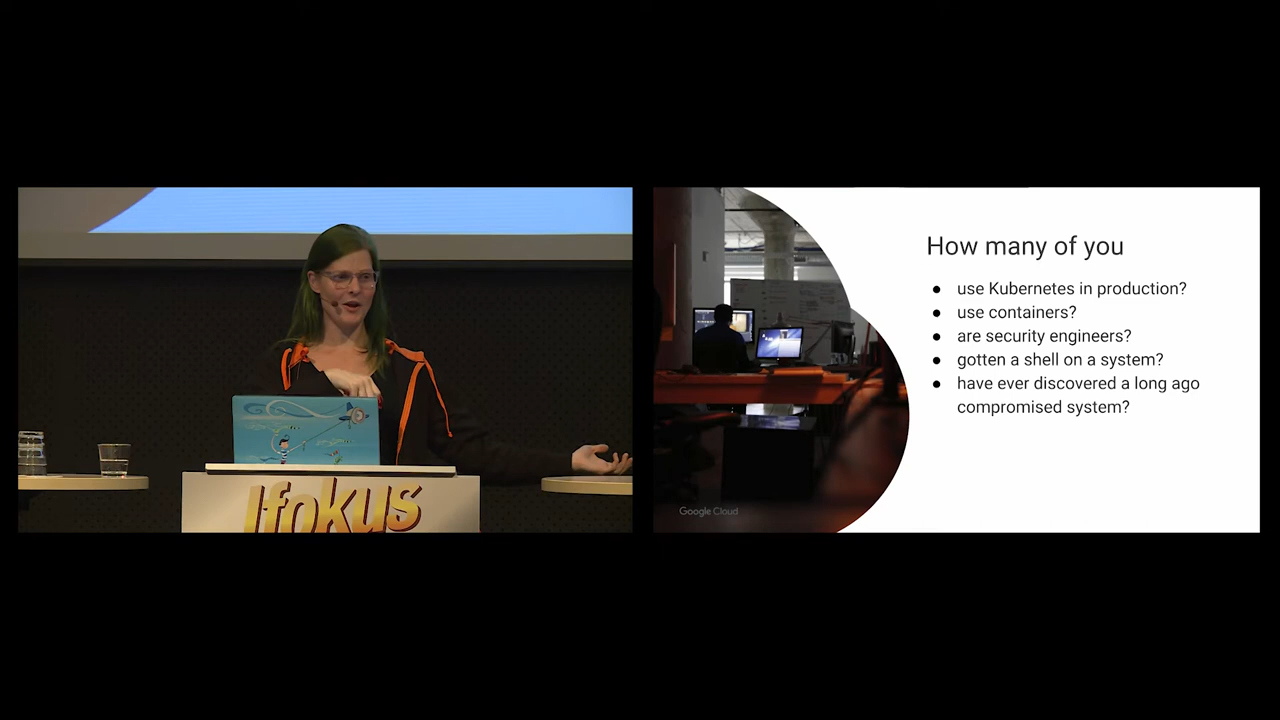 Jfokus
How many of you
● use Kubernetes in production?
● use containers?
● are security engineers?
● gotten a shell on a system?
● have ever discovered a long ago
compromised system?
Google Cloud